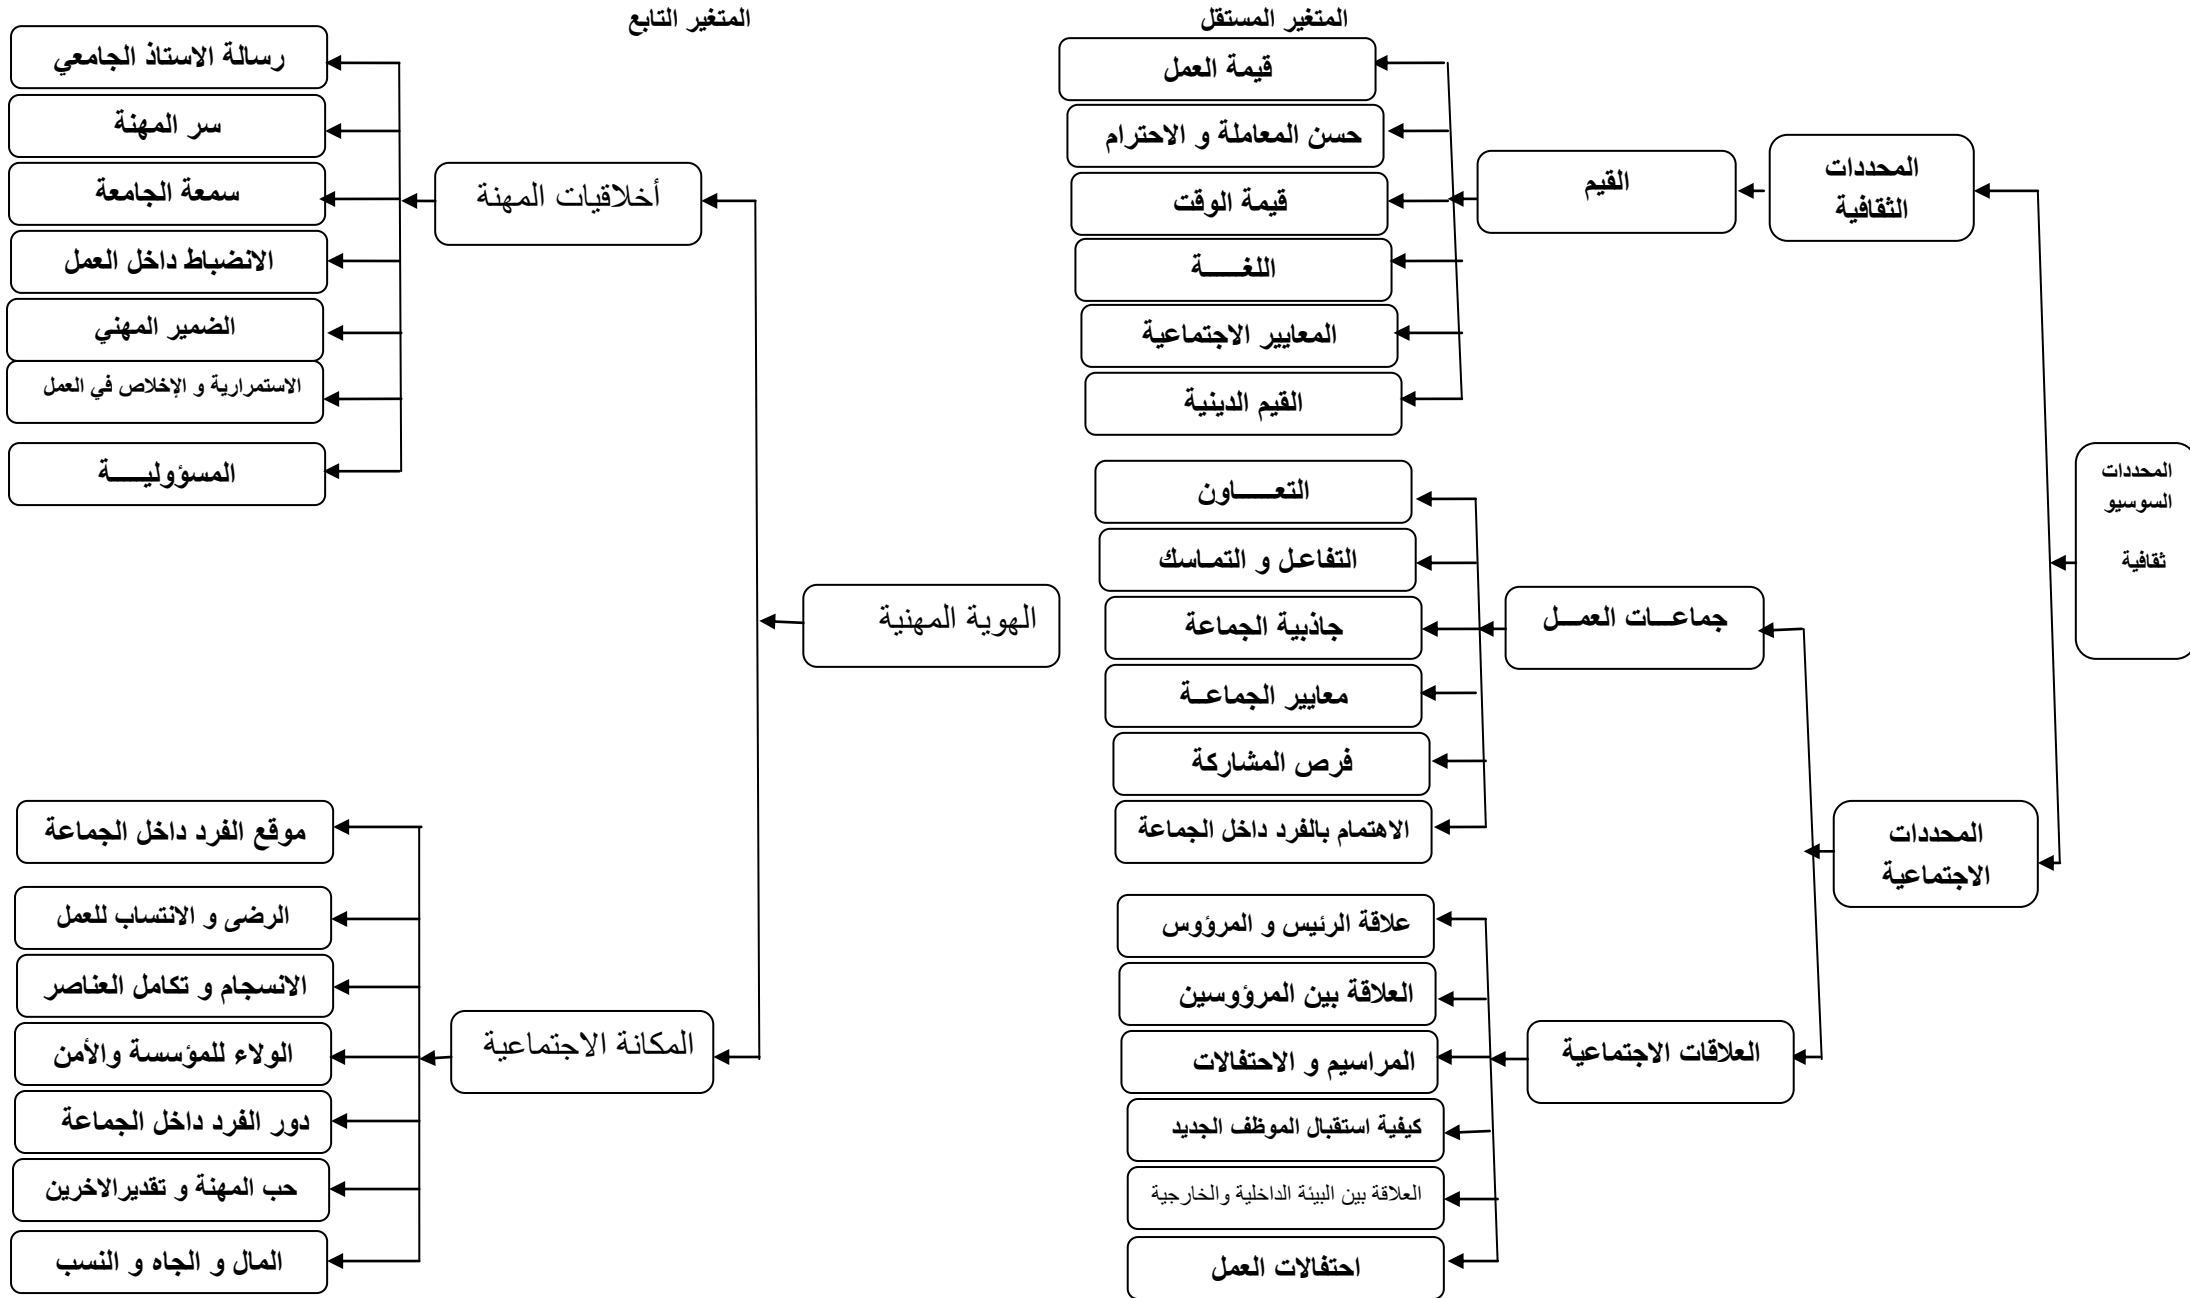 المتغير المستقل
المتغير التابع
المحددات
السوسيو
ثقافية
المحددات
الثقافية
القيم
قيمة العمل
حسن المعاملة و الاحترام
قيمة الوقت
اللغـــــة
المعايير الاجتماعية
القيم الدينية
المحددات
الاجتماعية
جماعـــات العمـــل
التعـــــاون
التفاعـل و التمـاسك
جاذبية الجماعة
معايير الجماعــة
فرص المشاركة
الاهتمام بالفرد داخل الجماعة
العلاقات الاجتماعية
علاقة الرئيس و المرؤوس
العلاقة بين المرؤوسين
المراسيم و الاحتفالات
كيفية استقبال الموظف الجديد
العلاقة بين البيئة الداخلية والخارجية
احتفالات العمل
الهوية المهنية
أخلاقيات المهنة
رسالة الاستاذ الجامعي
سر المهنة
سمعة الجامعة
الانضباط داخل العمل
الضمير المهني
الاستمرارية و الإخلاص في العمل
المسؤوليـــــة
المكانة الاجتماعية
موقع الفرد داخل الجماعة
الرضى و الانتساب للعمل
الانسجام و تكامل العناصر
الولاء للمؤسسة والأمن
دور الفرد داخل الجماعة
حب المهنة و تقديرالاخرين
المال و الجاه و النسب